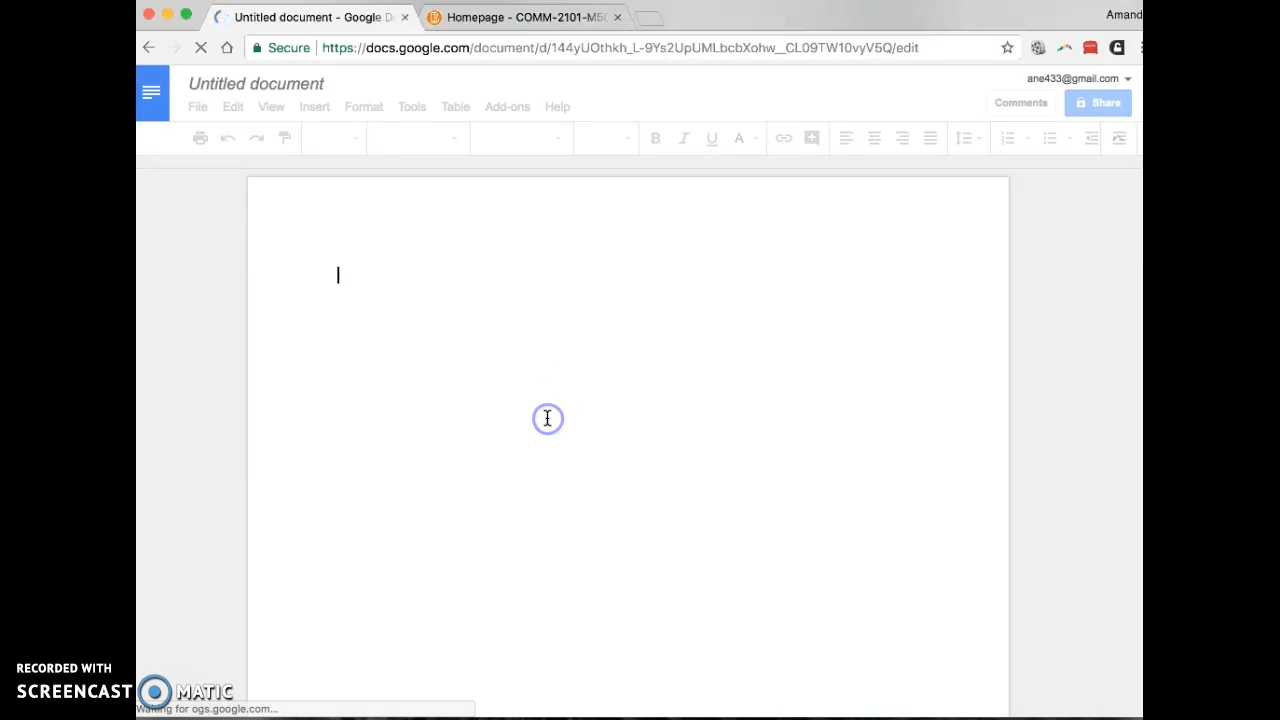 Untitled document - Google D
Homepage - COMM-2101-M50
Amand
Secure
https://docs.google.com/document/d/144yUOthkh_L-9Ys2UpUMLbcbXohw__CL09TW10vyV5Q/edit
Untitled document
ane433@gmail.com
File Edit View Insert Format Tools Table Add-ons Help
Comments
Share
B I U A
RECORDED WITH
SCREENCAST MATIC
Waiting for ogs.google.com...